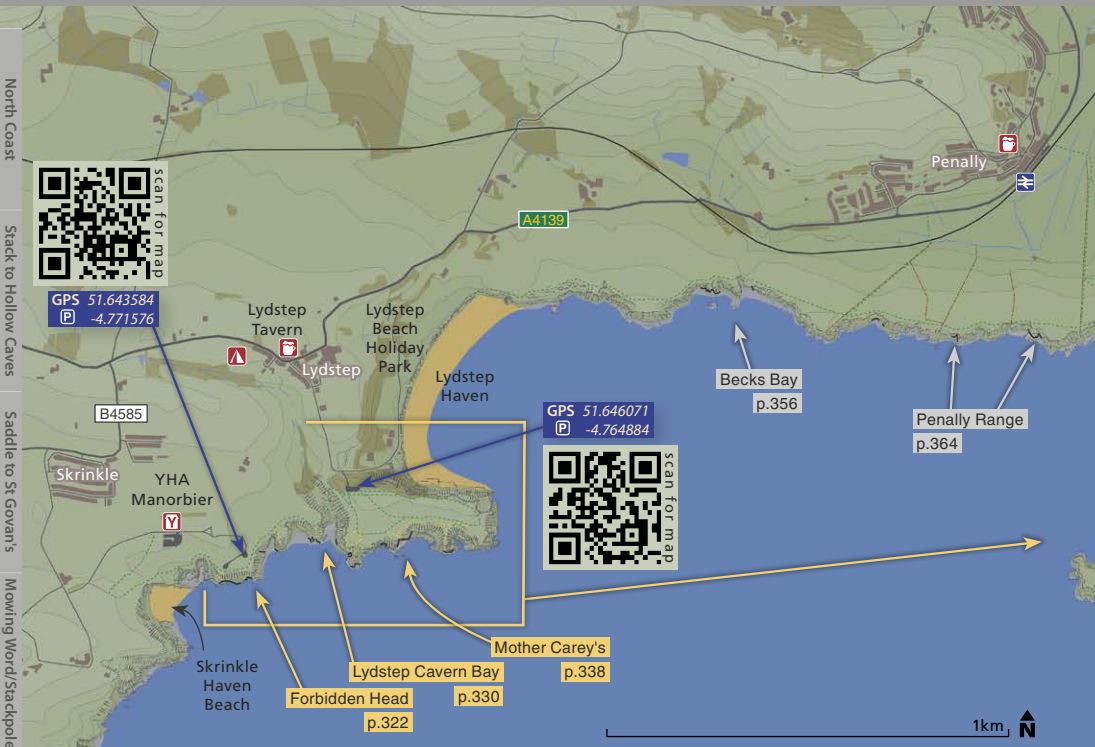 North Coast
Stack to Hollow Caves
Saddle to St Govan's
Mowing Word/Stackpole
scan for map
GPS 51.643584
P -4.771576
Penally
A4139
Lydstep
Tavern
Lydstep
Beach
Holiday
Park
Lydstep
Lydstep
Haven
Becks Bay
p.356
Penally Range
p.364
B4585
GPS 51.646071
P -4.764884
scan for map
Skrinkle
YHA
Manorbier
Y
Skrinkle
Haven
Beach
Mother Carey's
p.338
Lydstep Cavern Bay
p.330
Forbidden Head
p.322
1km
N